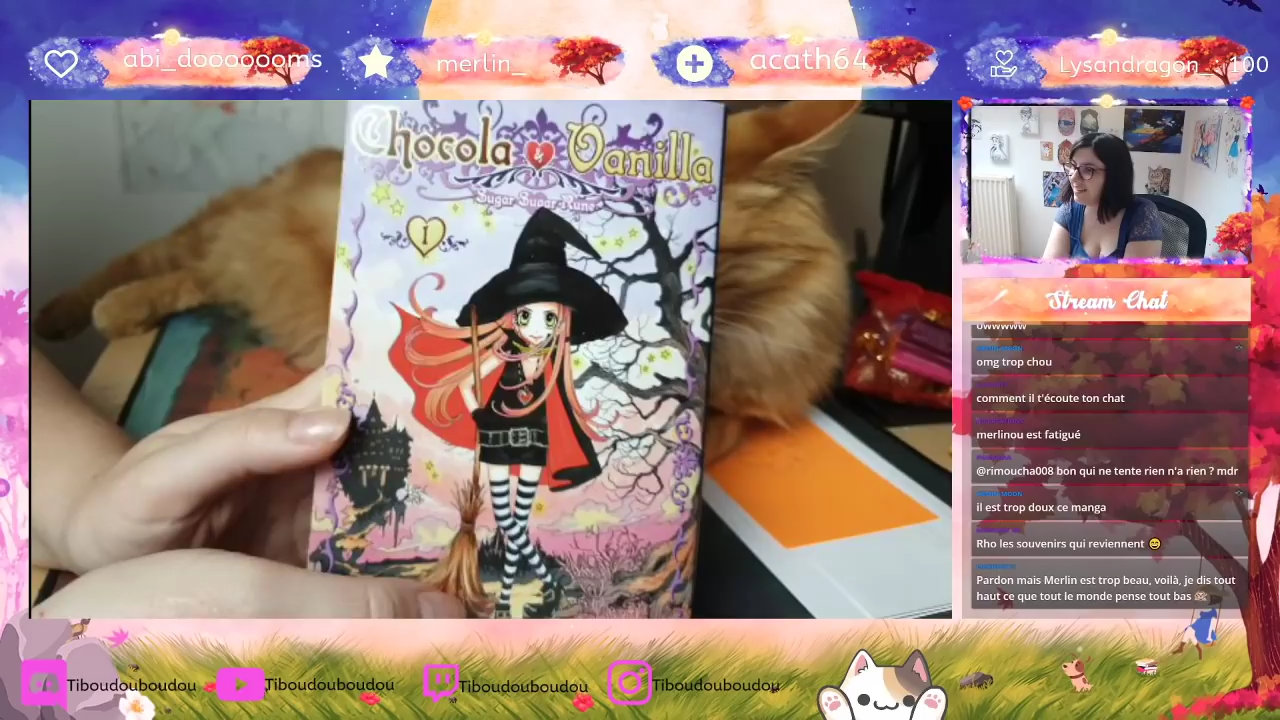 abi_dooooooms
merlin_
acath64
Lysandragon_ 100
Chocola & Vanilla
Sugar Sugar Rune
1
Stream Chat
owwwww
omg trop chou
comment il t'écoute ton chat
merlinou est fatigué
@rimoucha008 bon qui ne tente rien n'a rien ? mdr
il est trop doux ce manga
Rho les souvenirs qui reviennent 😄
Pardon mais Merlin est trop beau, voilà, je dis tout
haut ce que tout le monde pense tout bas 🙈
Tiboudouboudou
Tiboudouboudou
Tiboudouboudou
Tiboudouboudou